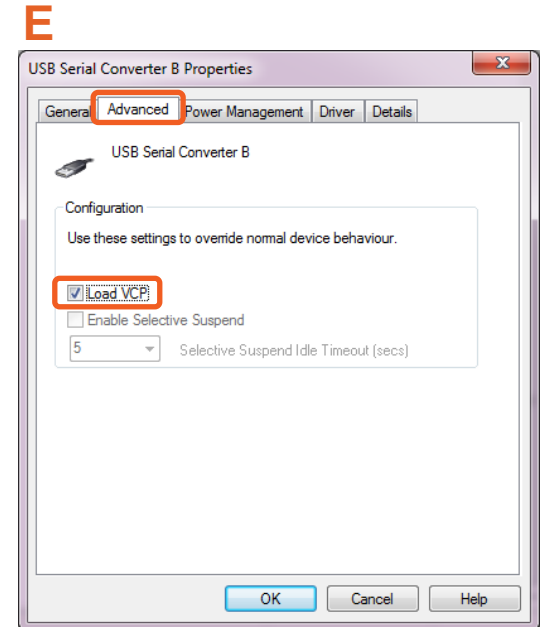 E
USB Serial Converter B Properties
General Advanced Power Management Driver Details
USB Serial Converter B
Configuration
Use these settings to override normal device behaviour.
Load VCP
Enable Selective Suspend
5 Selective Suspend Idle Timeout (secs)
OK Cancel Help